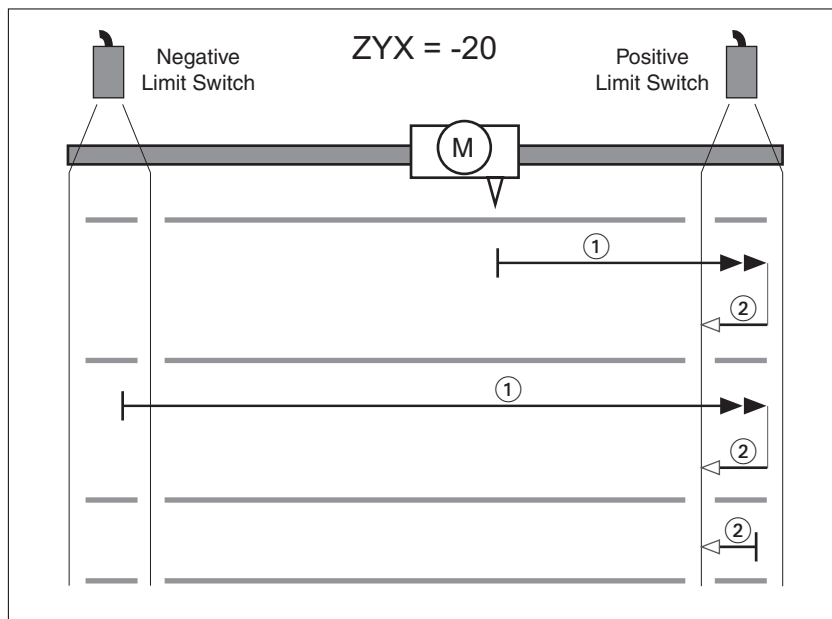 ZYX = -20
Negative
Limit Switch
Positive
Limit Switch
M
①
②
①
②
②